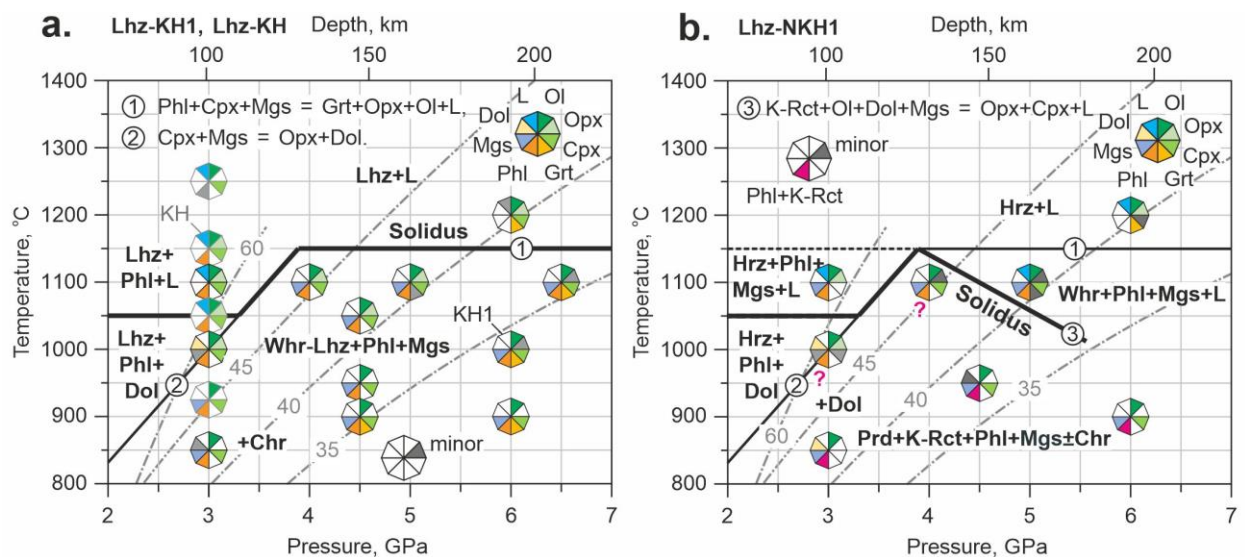 a. Lhz-KH1, Lhz-KH Depth, km
100 150 200
1400
1300
1200
1100
1000
900
800
Temperature, °C
① Phl+Cpx+Mgs = Grt+Opx+Ol+L,
② Cpx+Mgs = Opx+Dol.
L Ol
Dol Opx
Mgs Cpx
Phl Grt
Lhz+L
KH
60
Solidus
①
Lhz+
Phl+L
KH1
Lhz+
Phl+
Dol
Whr-Lhz+Phl+Mgs
②
45
40
35
+Chr
minor
2 3 4 5 6 7
Pressure, GPa
b. Lhz-NKH1 Depth, km
100 150 200
1400
1300
1200
1100
1000
900
800
Temperature, °C
③ K-Rct+Ol+Dol+Mgs = Opx+Cpx+L
minor
Phl+K-Rct
L Ol
Dol Opx
Mgs Cpx.
Phl Grt
Hrz+L
①
Hrz+Phl+
Mgs+L
Whr+Phl+Mgs+L
Solidus
③
?
Hrz+
Phl+
Dol
②
?
45
+Dol
40
35
60
Prd+K-Rct+Phl+Mgs±Chr
2 3 4 5 6 7
Pressure, GPa